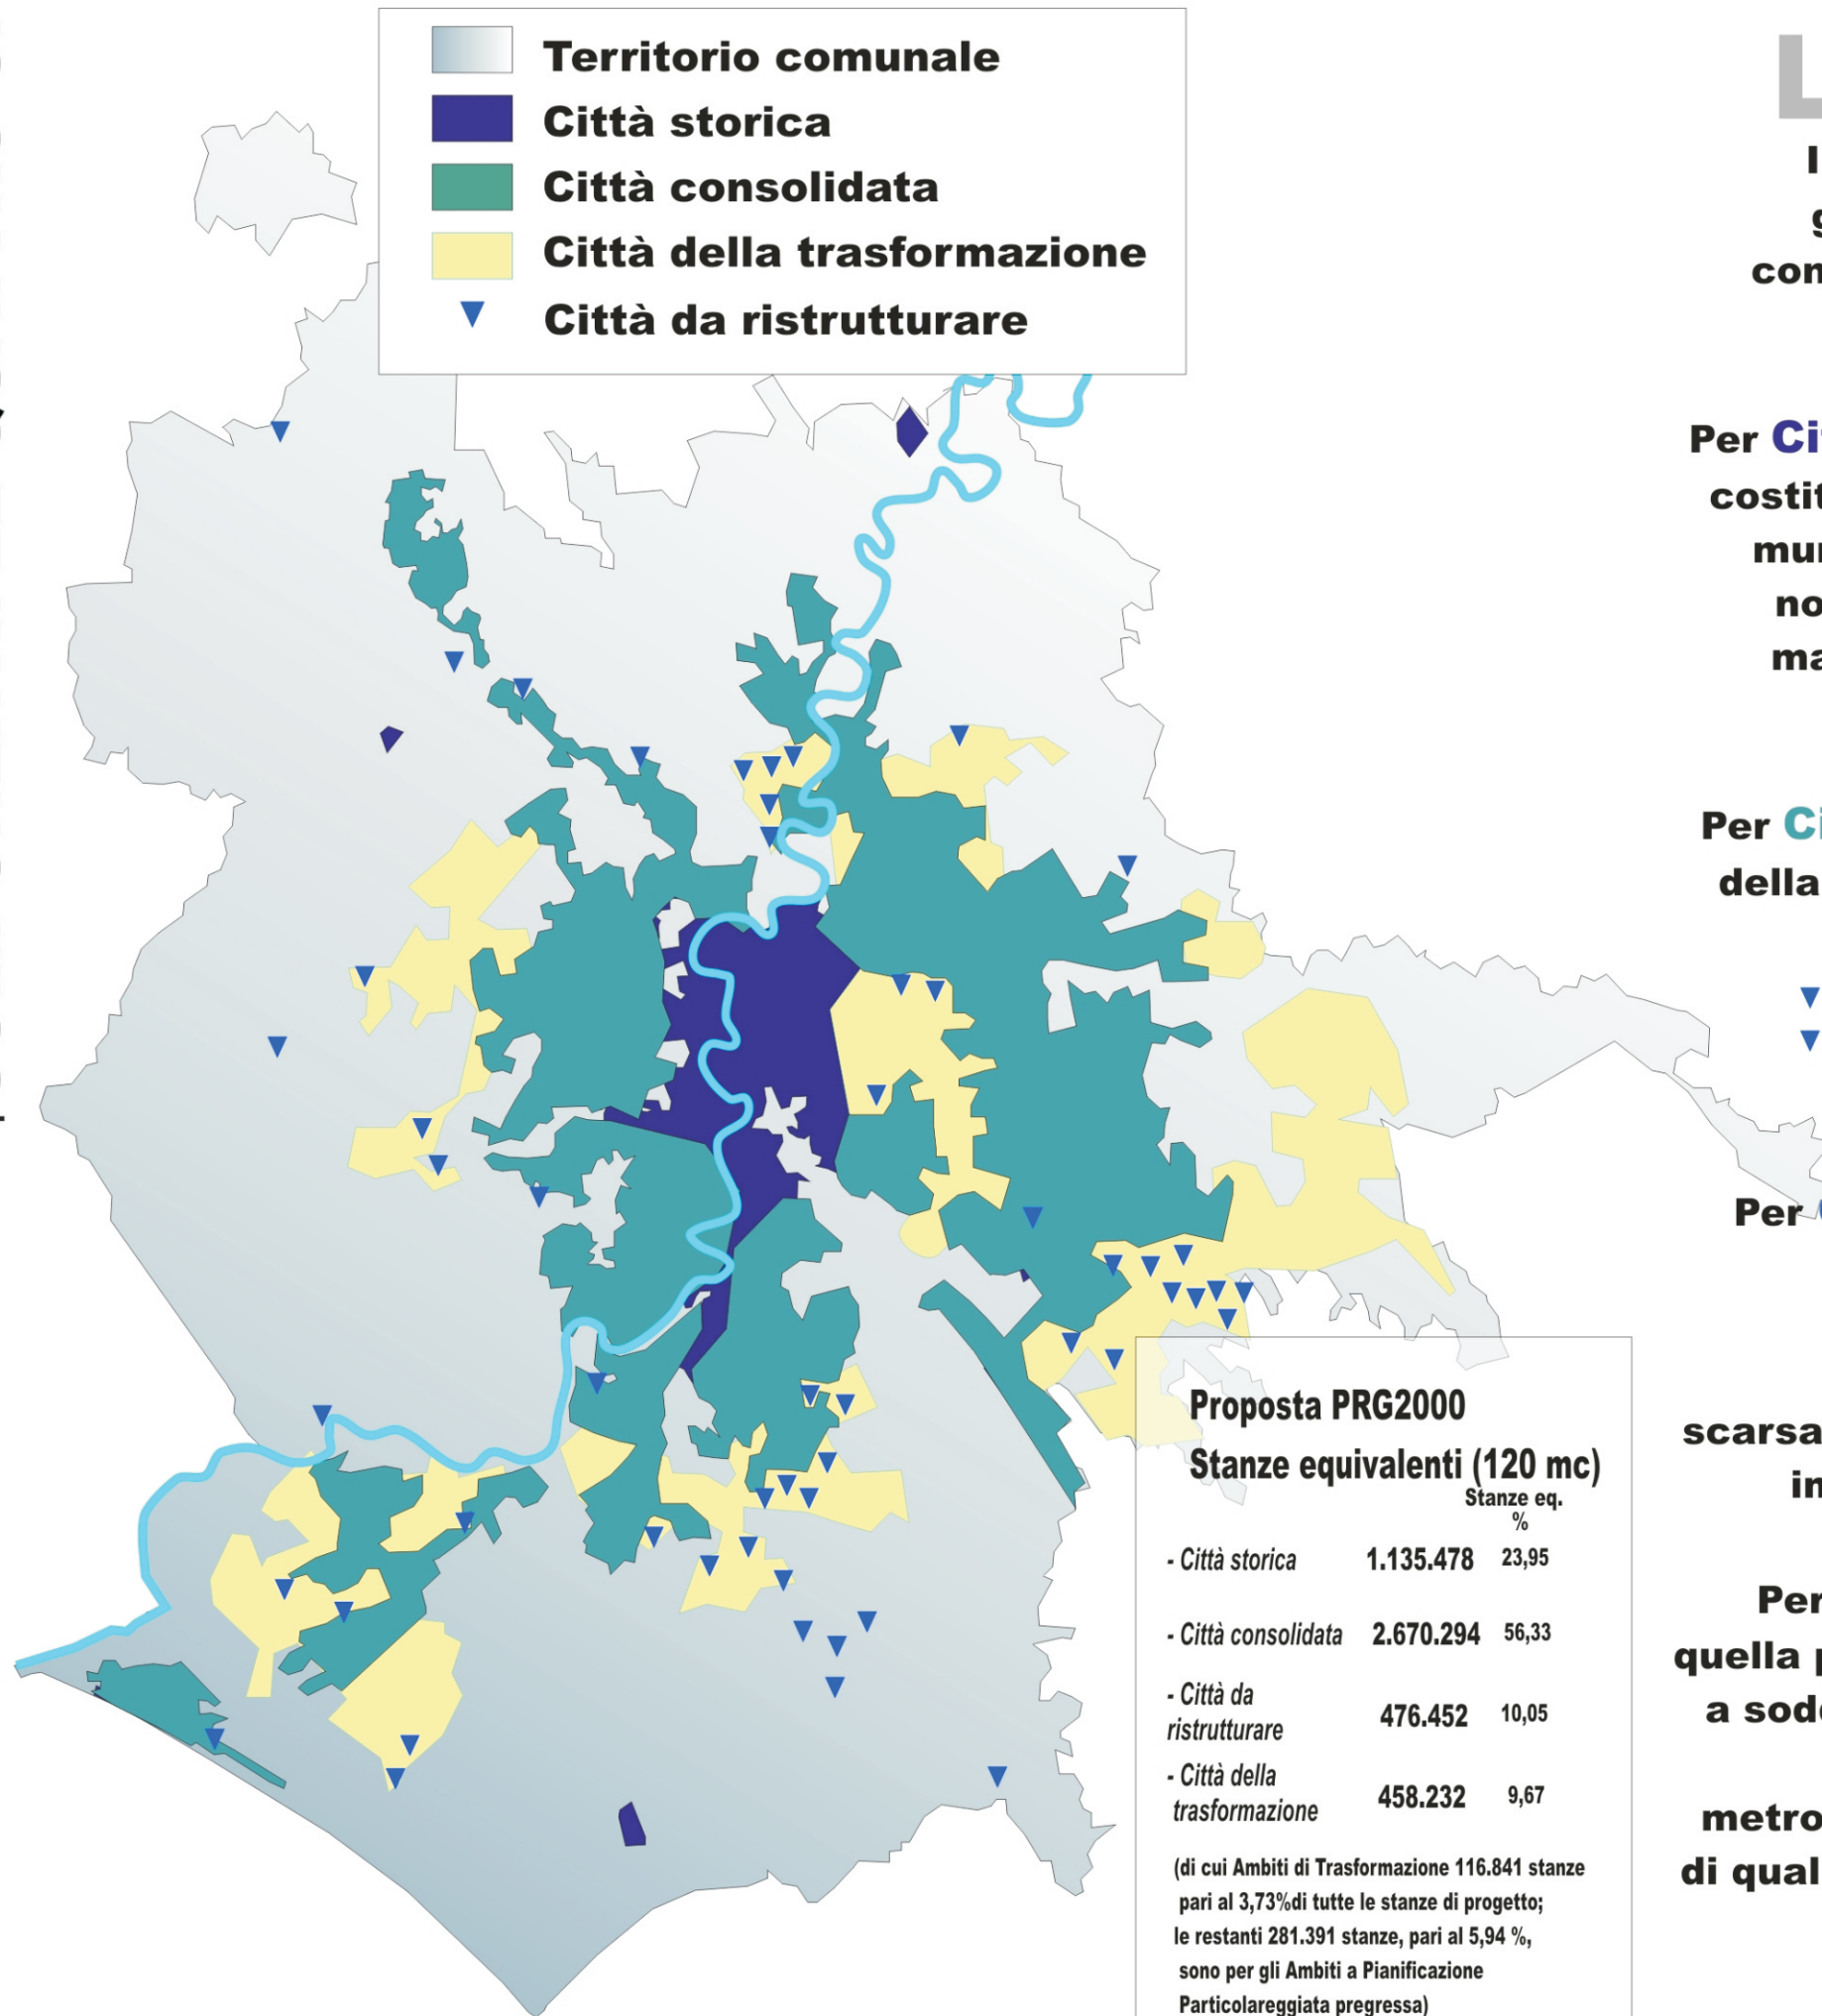 Territorio comunale
Città storica
Città consolidata
Città della trasformazione
Città da ristrutturare
L
con
Per
costit
mur
no
ma
Per
della
Per
scarsa
in
Per
quella p
a sod
metro
di qual
Proposta PRG2000
Stanze equivalenti (120 mc)
Stanze eq.
%
- Città storica 1.135.478 23,95
- Città consolidata 2.670.294 56,33
- Città da
ristrutturare 476.452 10,05
- Città della
trasformazione 458.232 9,67
(di cui Ambiti di Trasformazione 116.841 stanze
pari al 3,73%di tutte le stanze di progetto;
le restanti 281.391 stanze, pari al 5,94 %,
sono per gli Ambiti a Pianificazione
Particolareggiata pregressa)